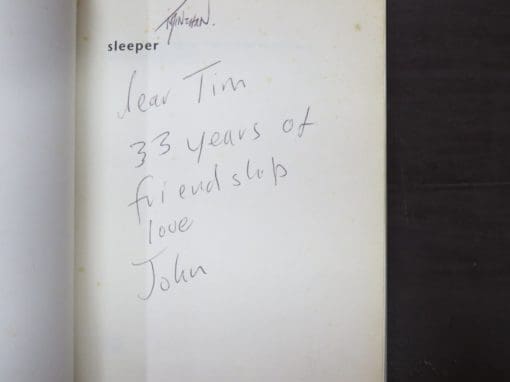 sleeper
dear Tim
33 years of
friendship
love
John